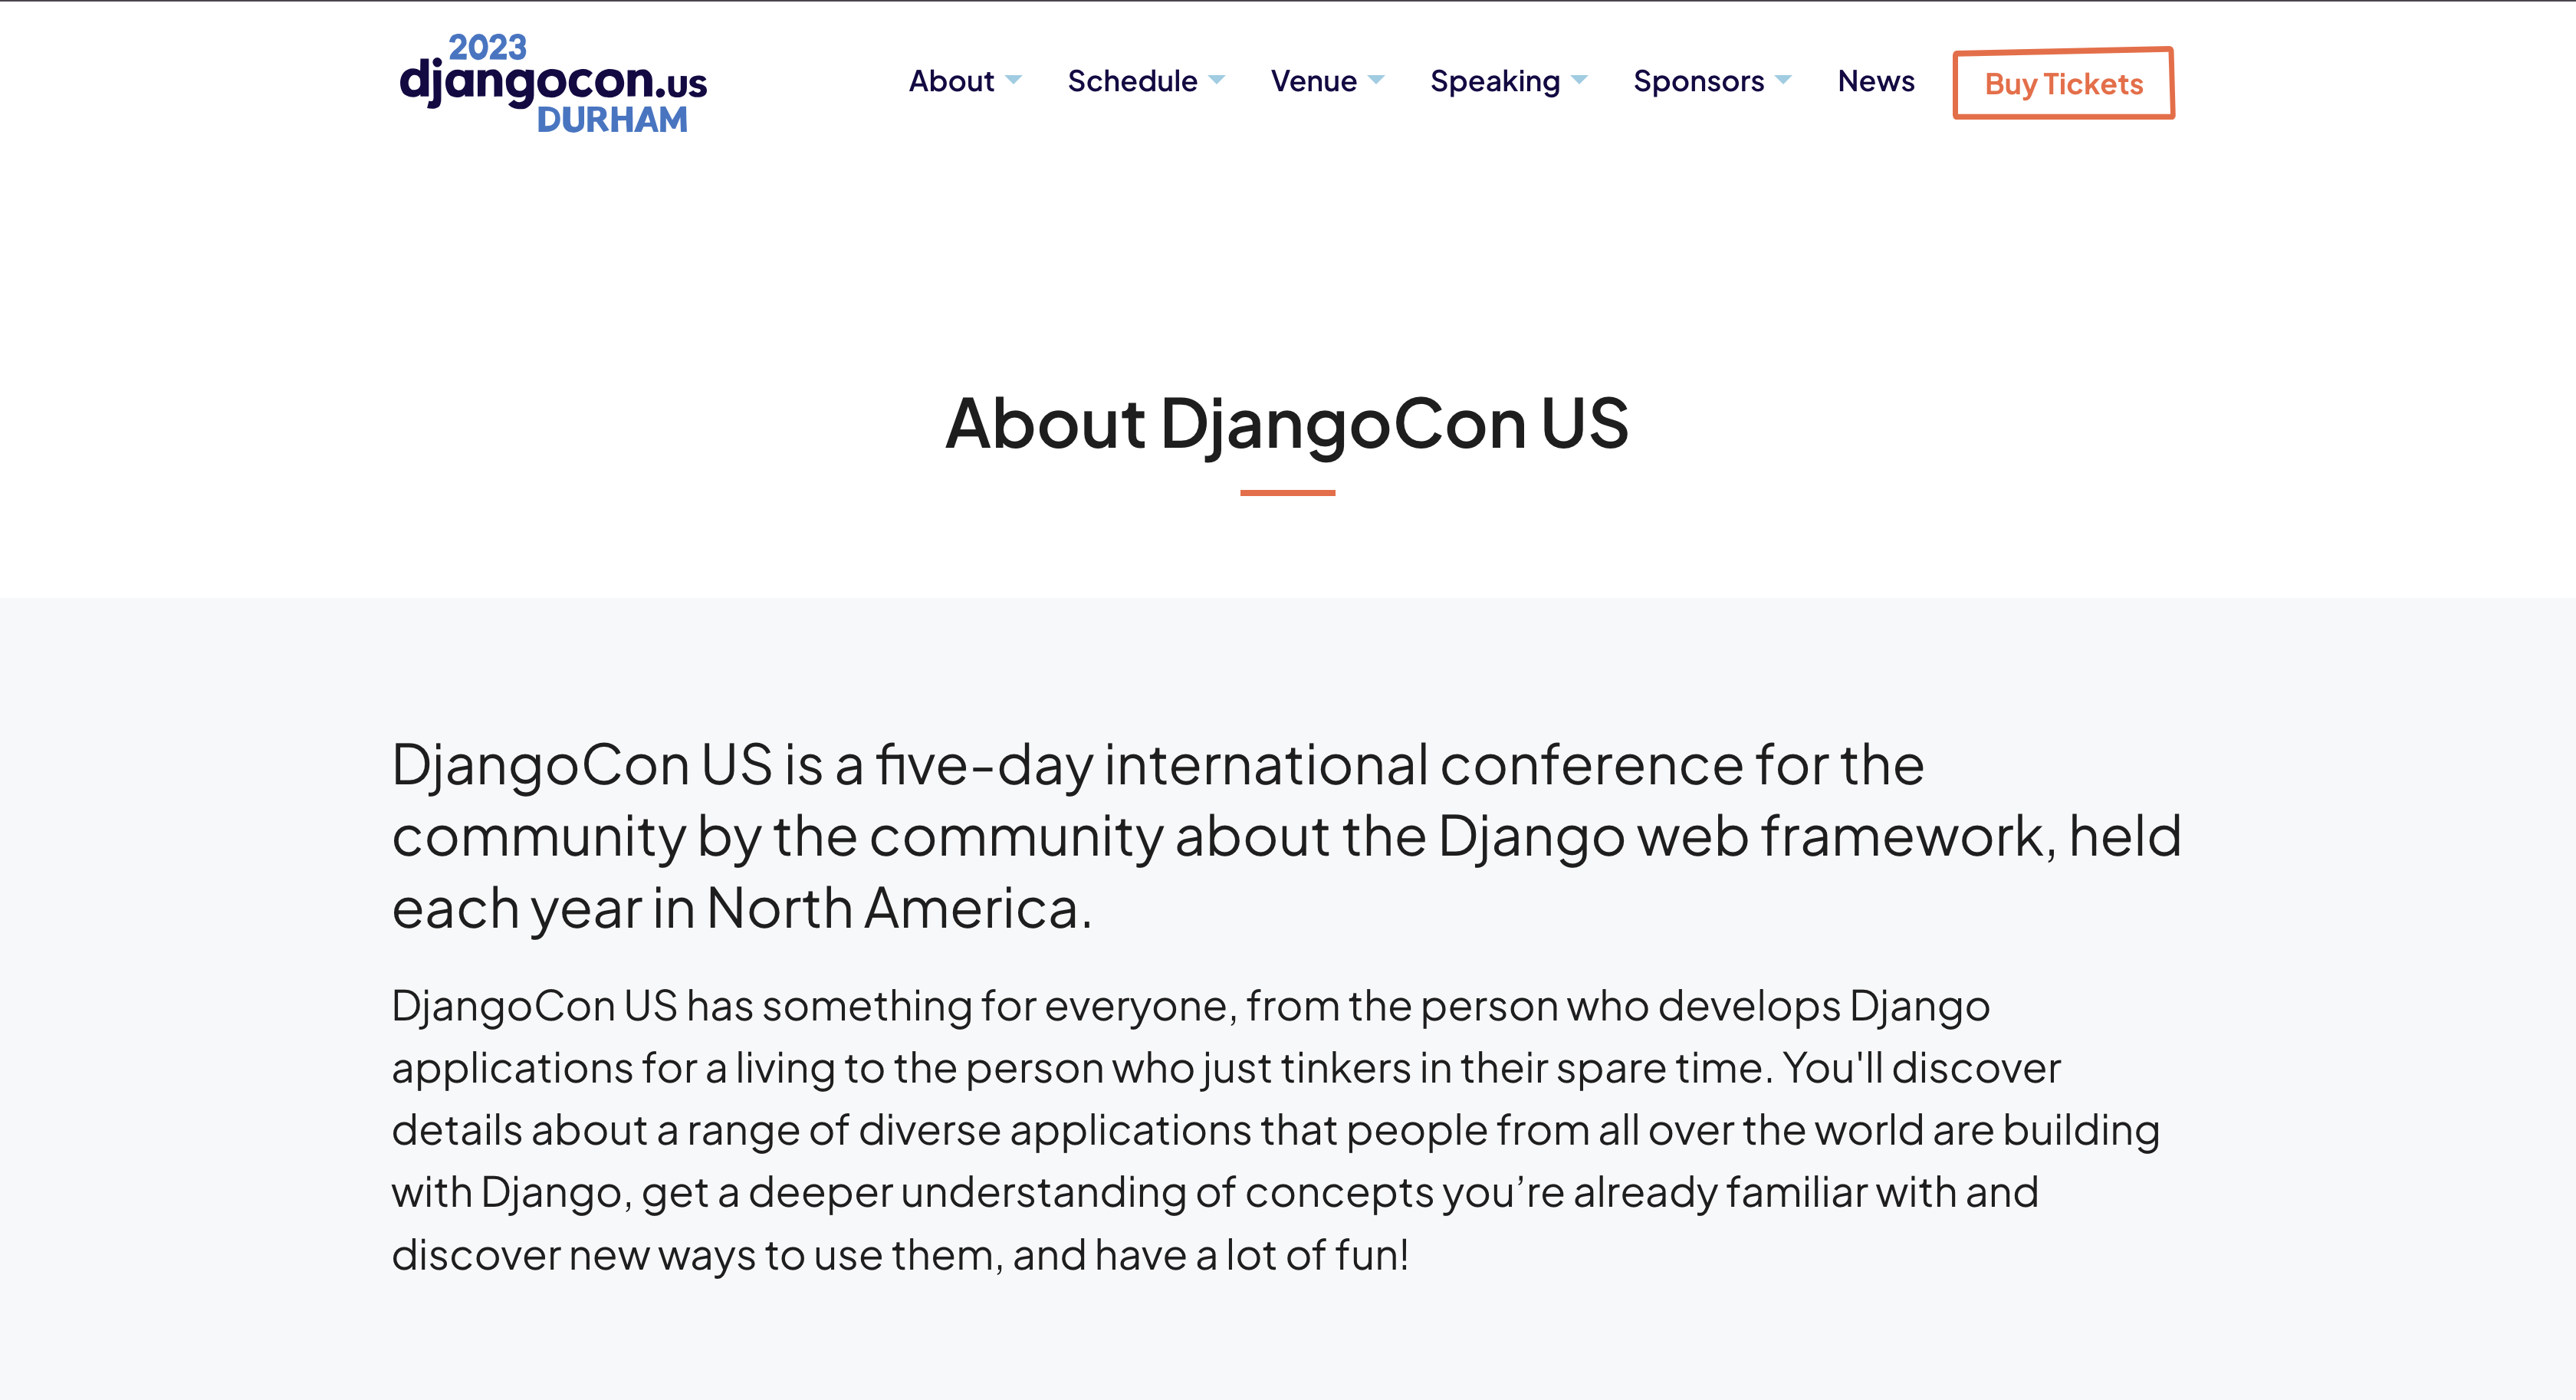 2023
djangocon.us
DURHAM
About Schedule Venue Speaking Sponsors News Buy Tickets
About DjangoCon US
DjangoCon US is a five-day international conference for the
community by the community about the Django web framework, held
each year in North America.
DjangoCon US has something for everyone, from the person who develops Django
applications for a living to the person who just tinkers in their spare time. You'll discover
details about a range of diverse applications that people from all over the world are building
with Django, get a deeper understanding of concepts you’re already familiar with and
discover new ways to use them, and have a lot of fun!